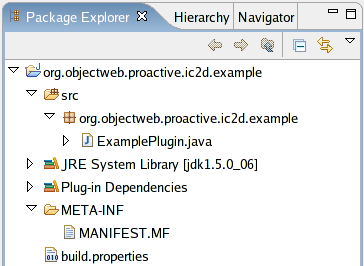 Package Explorer Hierarchy Navigator
org.objectweb.proactive.ic2d.example
src
org.objectweb.proactive.ic2d.example
ExamplePlugin.java
JRE System Library [jdk1.5.0_06]
Plug-in Dependencies
META-INF
MANIFEST.MF
build.properties